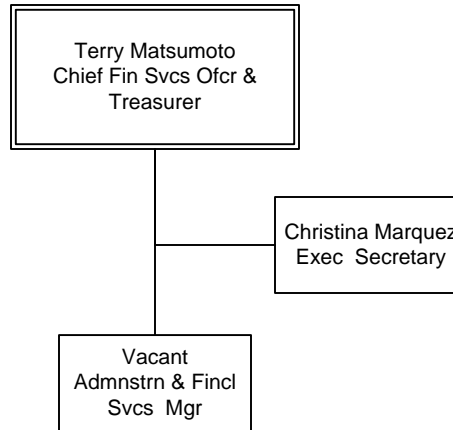 Terry Matsumoto
Chief Fin Svcs Ofcr &
Treasurer
Christina Marquez
Exec Secretary
Vacant
Admnstrn & Fincl
Svcs Mgr